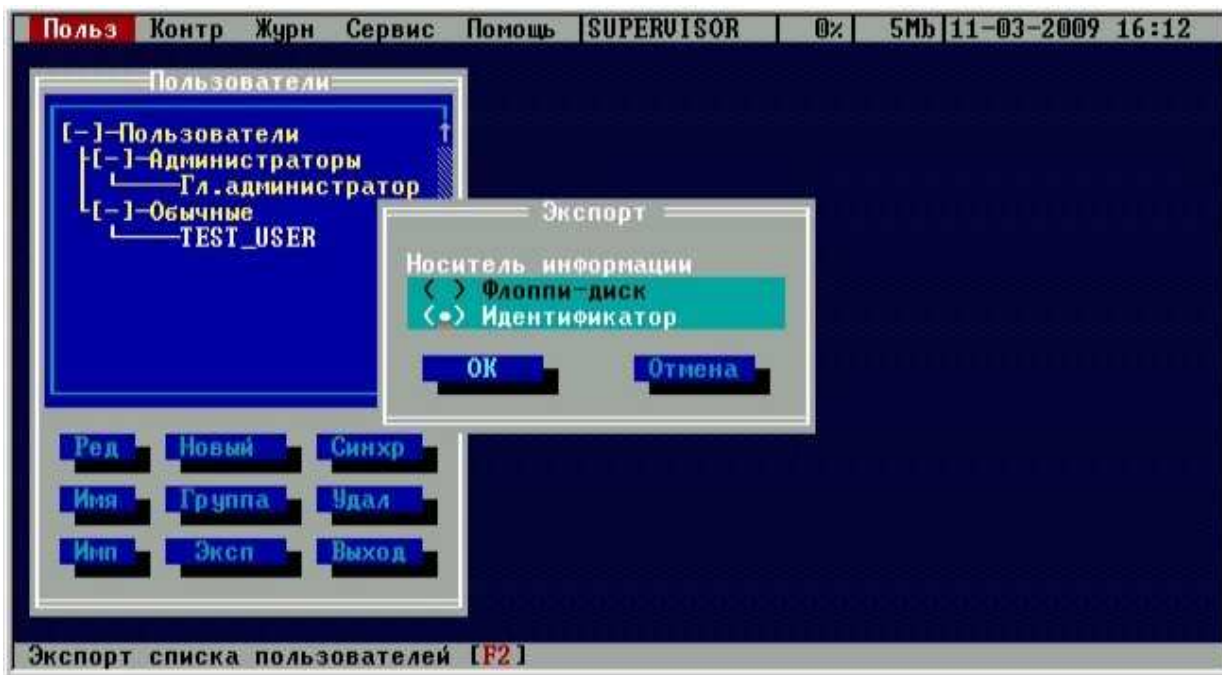 Польз Контр Журн Сервис Помощь SUPERVISOR 0% 5Mb 11-03-2009 16:12
Пользователи
[-]-Пользователи
[-]-Администраторы
Гл.администратор
[-]-Обычные
TEST_USER
Экспорт
Носитель информации
( ) Флоппи-диск
(•) Идентификатор
OK Отмена
Ред Новый Синхр
Имя Группа Удал
Имп Эксп Выход
Экспорт списка пользователей [F2]